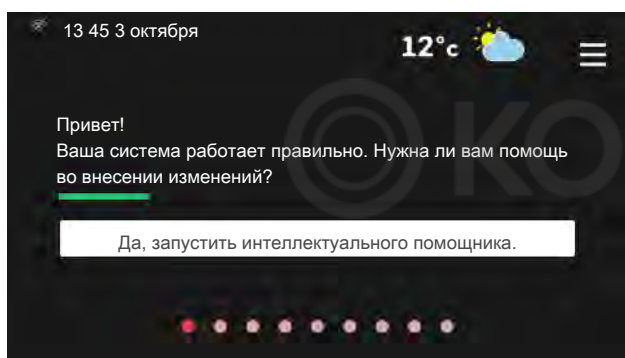 13 45 3 октября
12°c
Привет!
Ваша система работает правильно. Нужна ли вам помощь
во внесении изменений?
Да, запустить интеллектуального помощника.
КО